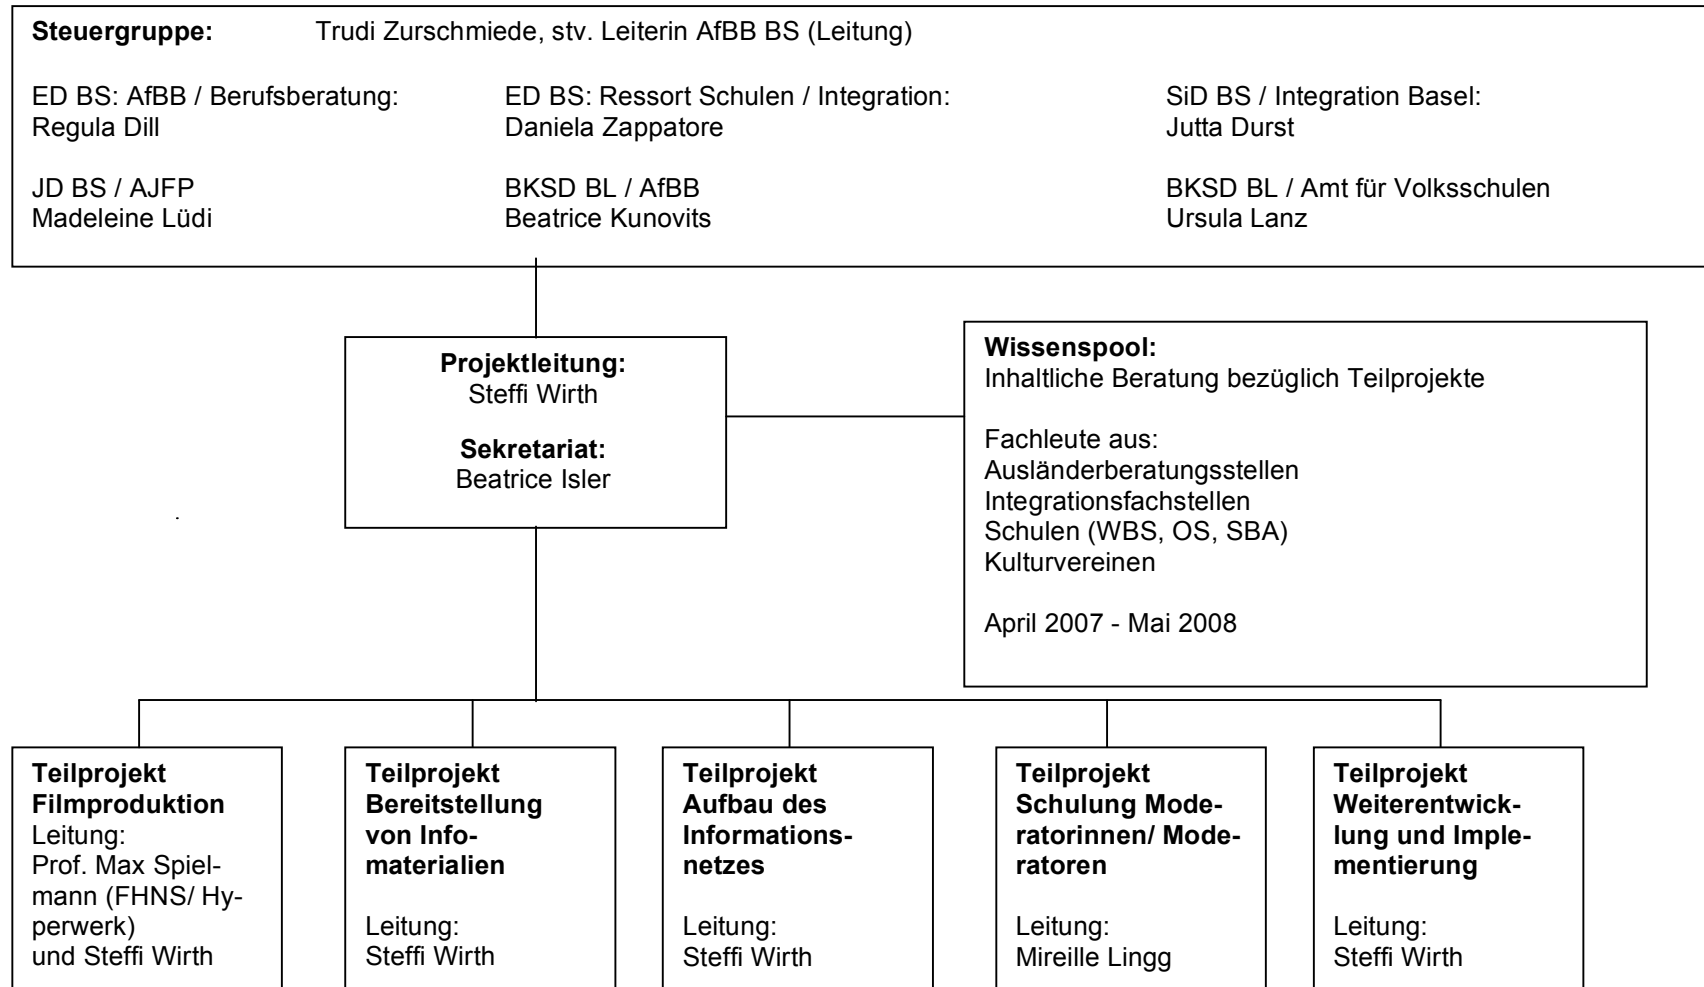 Steuergruppe: Trudi Zurschmiede, stv. Leiterin AfBB BS (Leitung)
ED BS: AfBB / Berufsberatung:
Regula Dill
ED BS: Ressort Schulen / Integration:
Daniela Zappatore
SiD BS / Integration Basel:
Jutta Durst
JD BS / AJFP
Madeleine Lüdi
BKSD BL / AfBB
Beatrice Kunovits
BKSD BL / Amt für Volksschulen
Ursula Lanz
Projektleitung:
Steffi Wirth
Sekretariat:
Beatrice Isler
Wissenspool:
Inhaltliche Beratung bezüglich Teilprojekte
Fachleute aus:
Ausländerberatungsstellen
Integrationsfachstellen
Schulen (WBS, OS, SBA)
Kulturvereinen
April 2007 - Mai 2008
Teilprojekt
Filmproduktion
Leitung:
Prof. Max Spiel-
mann (FHNS/ Hy-
perwerk)
und Steffi Wirth
Teilprojekt
Bereitstellung
von Info-
materialien
Leitung:
Steffi Wirth
Teilprojekt
Aufbau des
Informations-
netzes
Leitung:
Steffi Wirth
Teilprojekt
Schulung Mode-
ratorinnen/ Mode-
ratoren
Leitung:
Mireille Lingg
Teilprojekt
Weiterentwick-
lung und Imple-
mentierung
Leitung:
Steffi Wirth